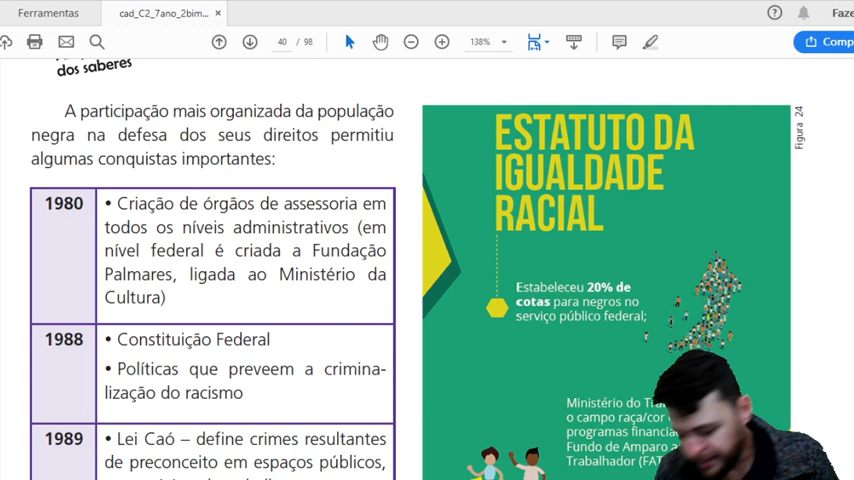 Ferramentas
cad_C2_7ano_2bim...
×
Faze
40 / 98
138%
Comp
dos saberes
A participação mais organizada da população
negra na defesa dos seus direitos permitiu
algumas conquistas importantes:
1980
• Criação de órgãos de assessoria em
todos os níveis administrativos (em
nível federal é criada a Fundação
Palmares, ligada ao Ministério da
Cultura)
1988
• Constituição Federal
• Políticas que preveem a crimina-
lização do racismo
1989
• Lei Caó – define crimes resultantes
de preconceito em espaços públicos,
Figura 24
ESTATUTO DA
IGUALDADE
RACIAL
Estabeleceu 20% de
cotas para negros no
serviço público federal;
Ministério do
o campo raça/cor
programas
Fundo de Amparo
Trabalhador